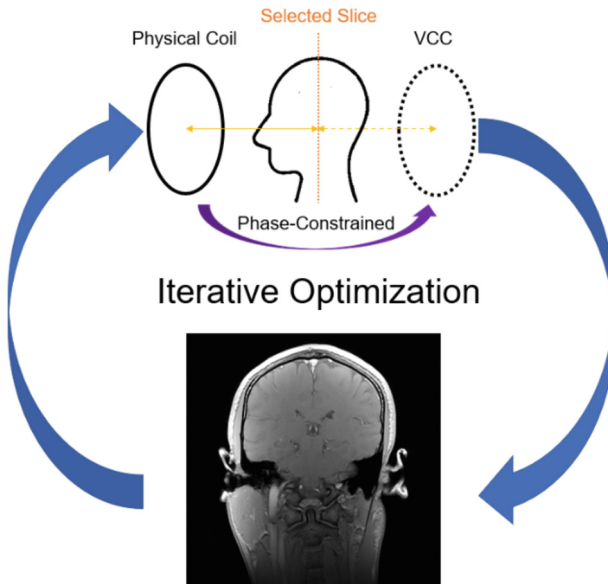 Selected Slice
Physical Coil
VCC
Phase-Constrained
Iterative Optimization